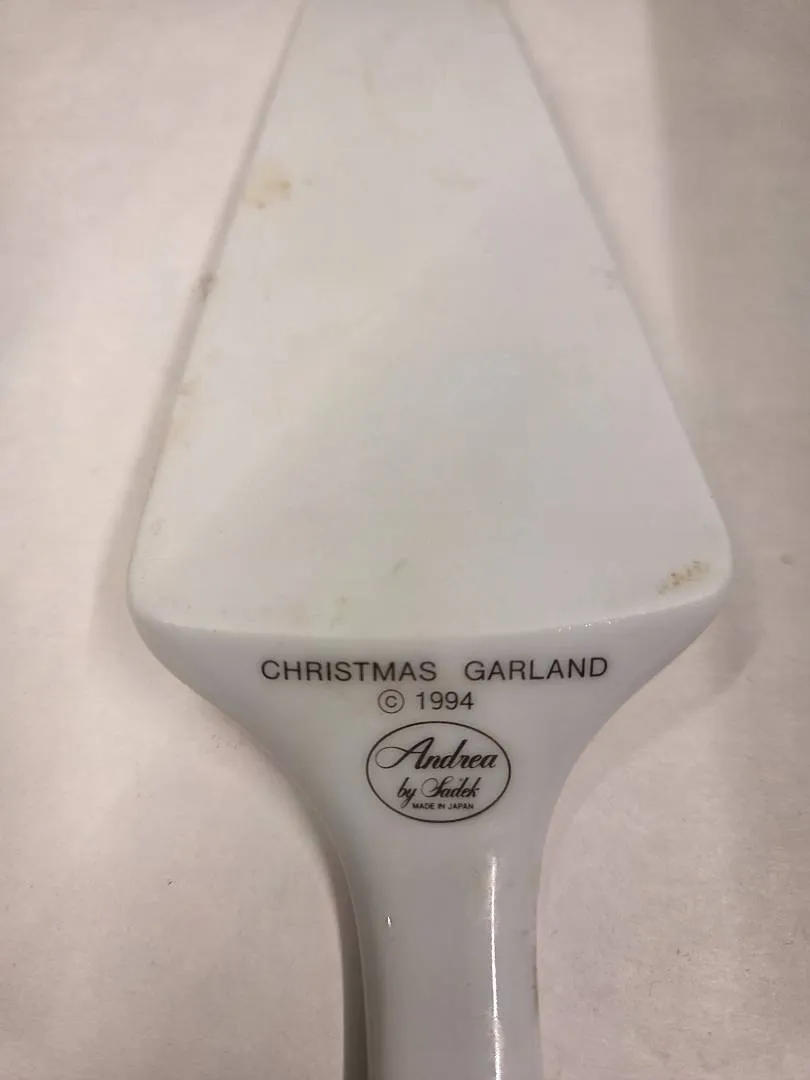 CHRISTMAS GARLAND
© 1994
Andrea
by Sadek
MADE IN JAPAN